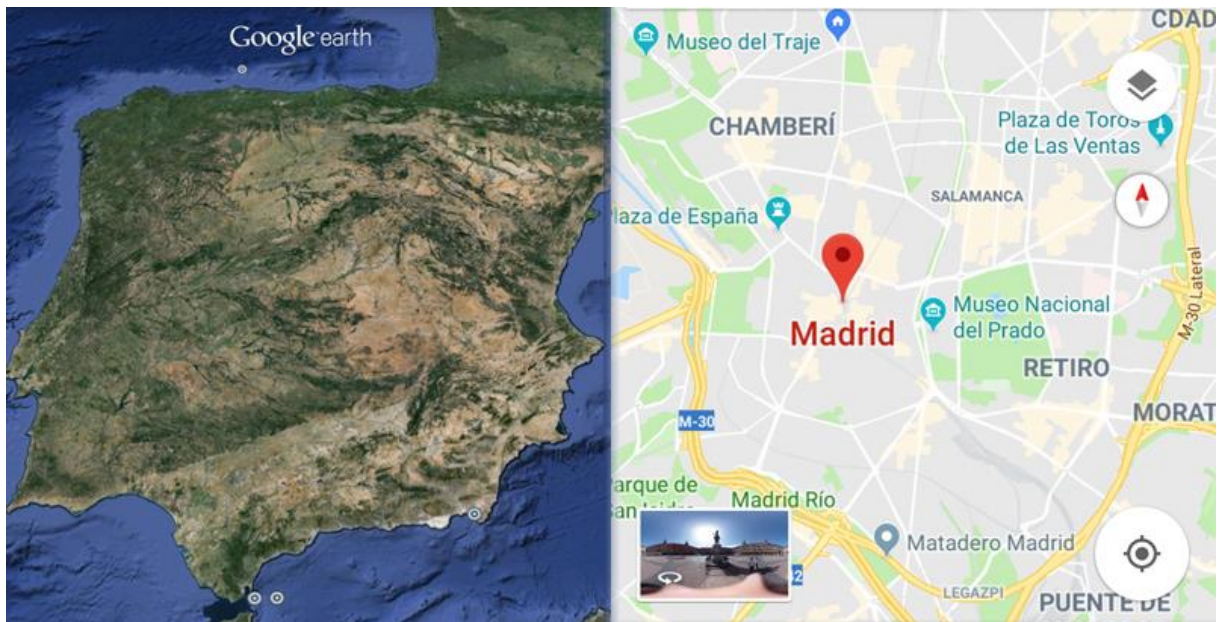 Google earth
CDAD
Museo del Traje
CHAMBERÍ
Plaza de Toros
de Las Ventas
SALAMANCA
laza de España
M-30 Lateral
Museo Nacional
del Prado
Madrid
RETIRO
MORAT
M-30
arque de
San Isidro
Madrid Río
Matadero Madrid
LEGAZPI
PUENTE DE